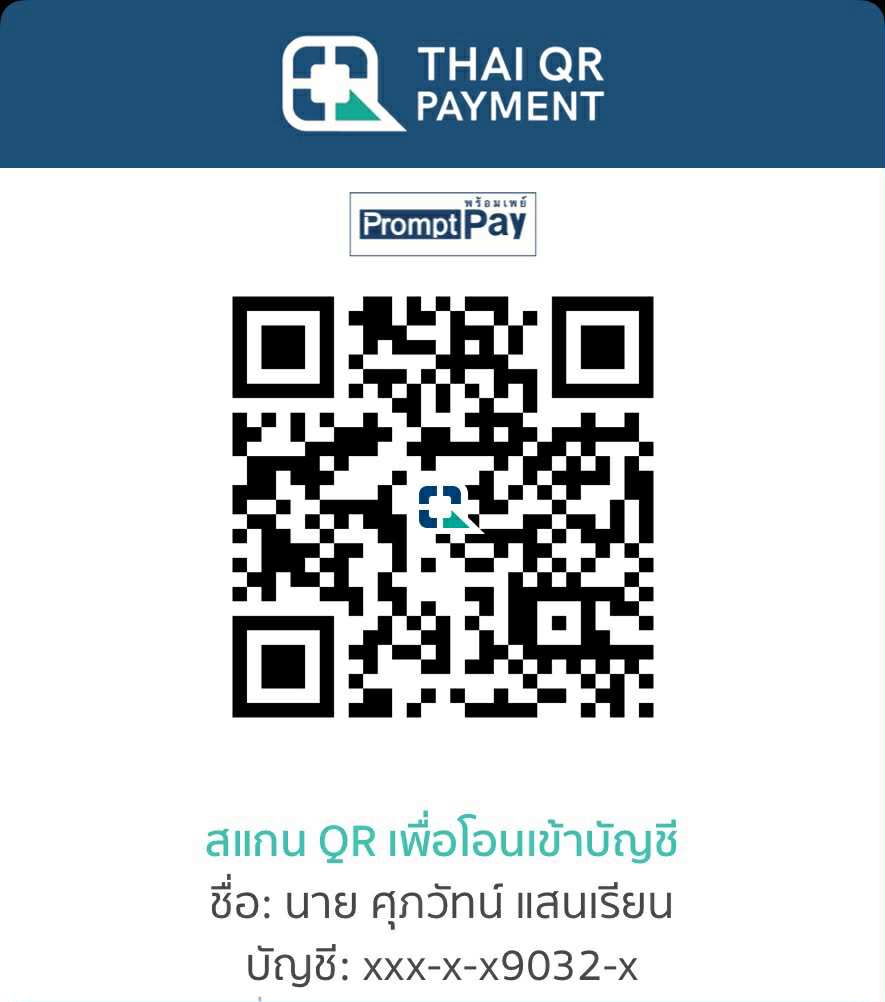 THAI QR
PAYMENT
พร้อมเพย์
PromptPay
สแกน QR เพื่อโอนเข้าบัญชี
ชื่อ: นาย ศุภวัทน์ แสนเรียน
บัญชี: xxx-x-x9032-x